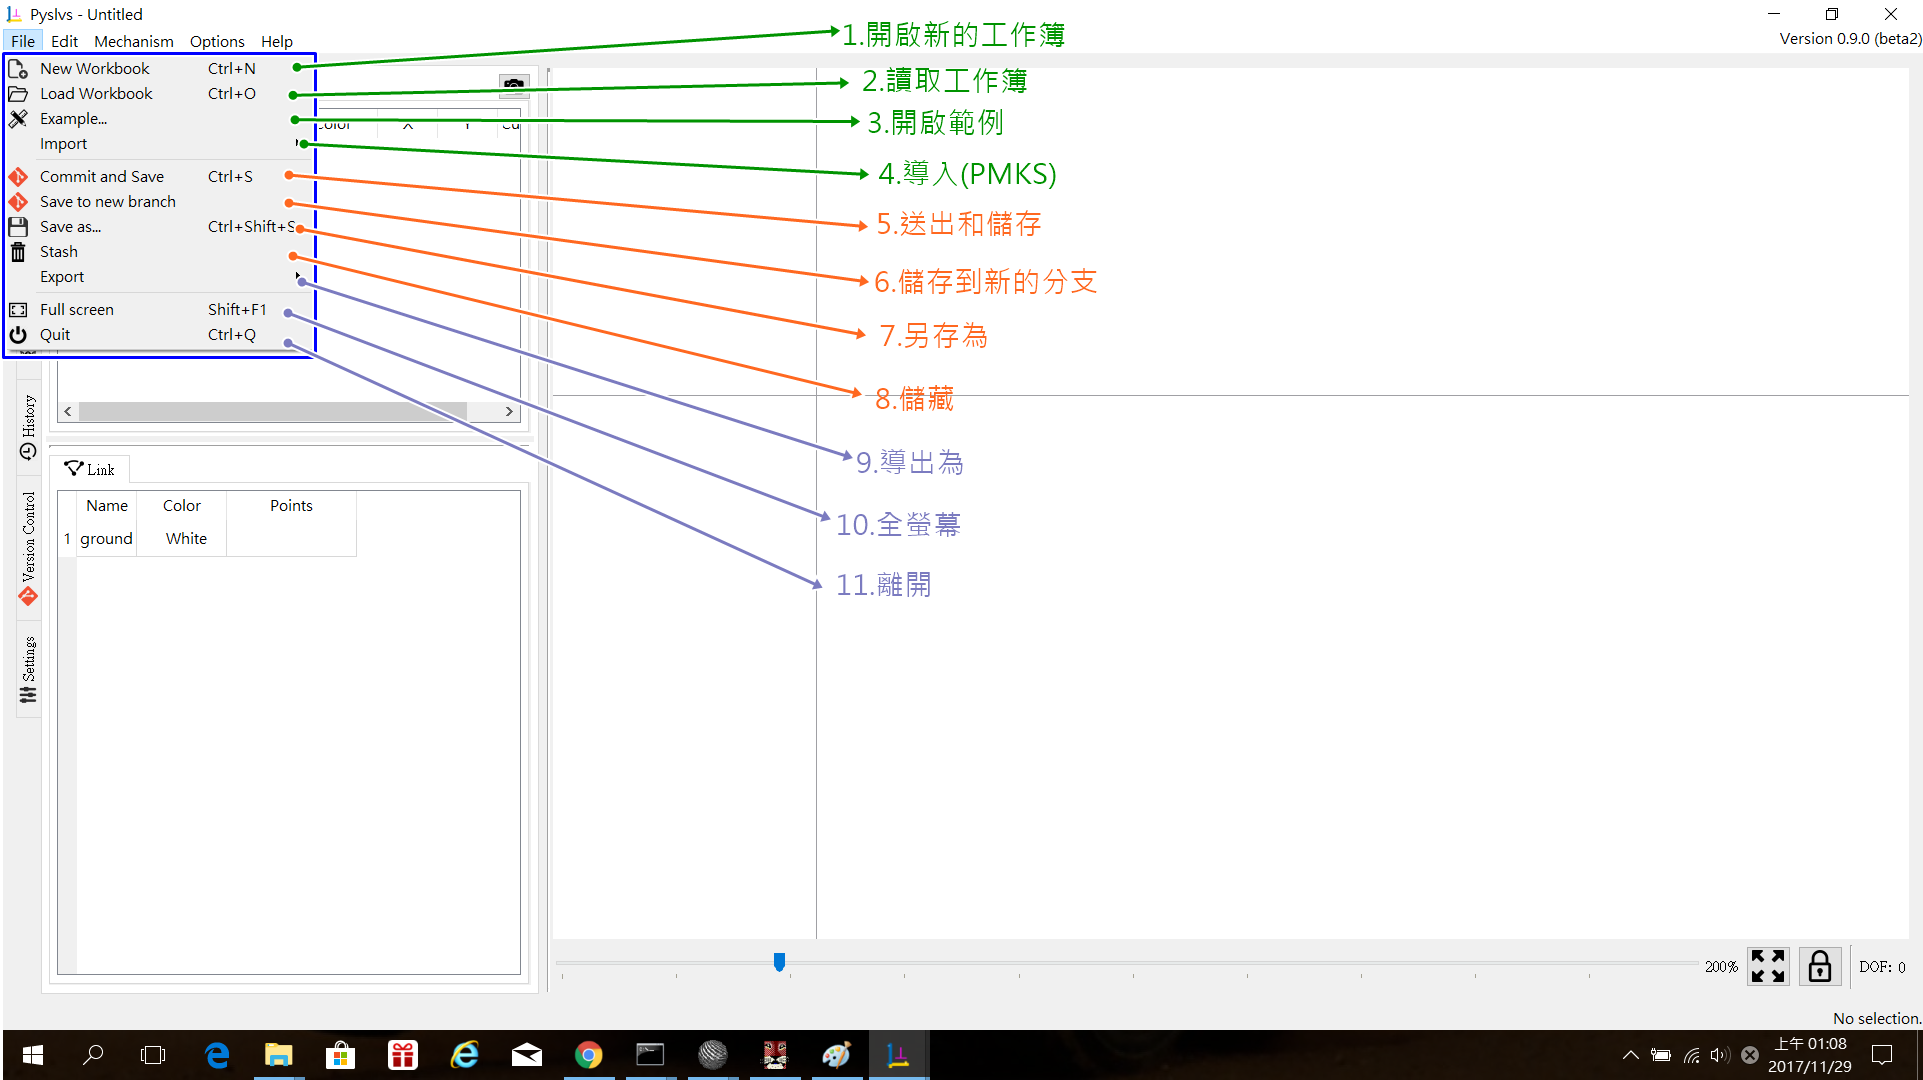 Pyslvs - Untitled
File Edit Mechanism Options Help
Version 0.9.0 (beta2)
New Workbook Ctrl+N
Load Workbook Ctrl+O
Example...
Import
Commit and Save Ctrl+S
Save to new branch
Save as... Ctrl+Shift+S
Stash
Export
Full screen Shift+F1
Quit Ctrl+Q
1.開啟新的工作簿
2.讀取工作簿
3.開啟範例
4.導入(PMKS)
5.送出和儲存
6.儲存到新的分支
7.另存為
8.儲藏
9.導出為
10.全螢幕
11.離開
History
Version Control
Settings
Link
Name Color Points
1 ground White
200%
DOF: 0
No selection.
上午 01:08
2017/11/29